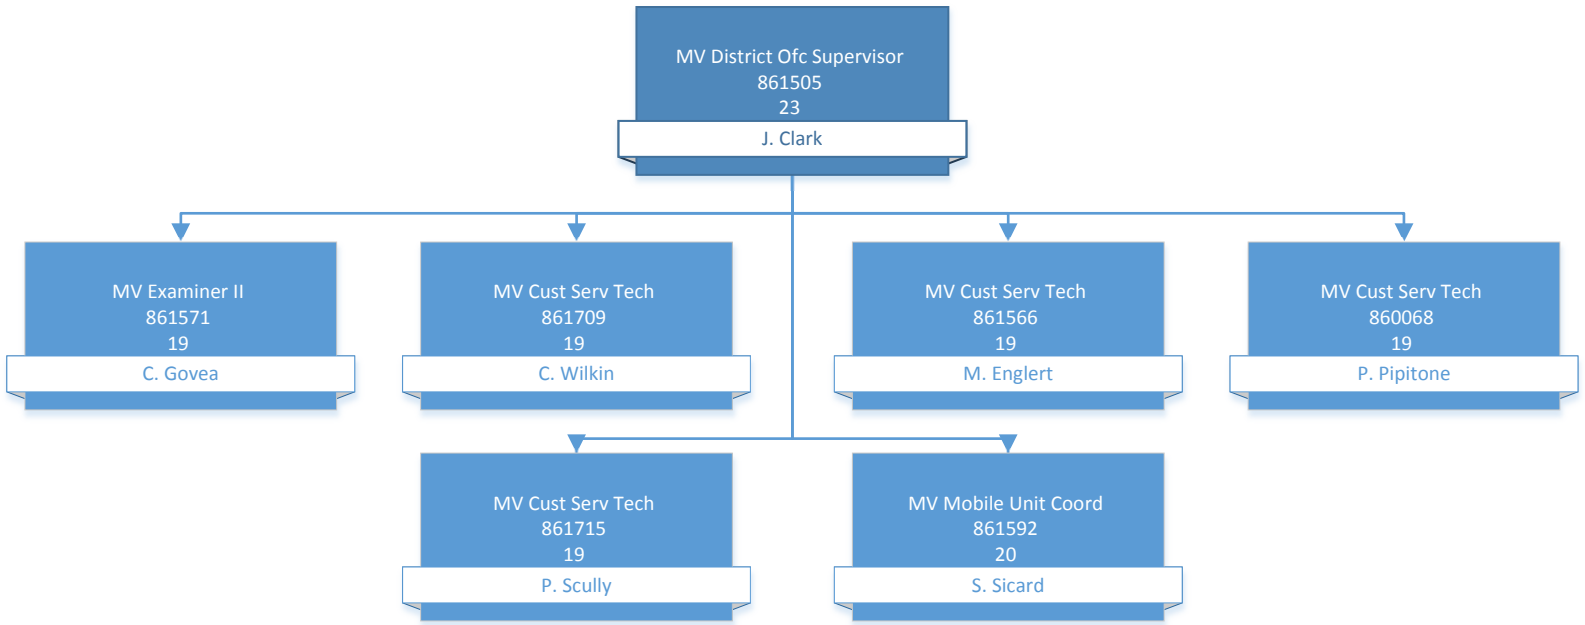 MV District Ofc Supervisor
861505
23
J. Clark
MV Examiner II
861571
19
C. Govea
MV Cust Serv Tech
861709
19
C. Wilkin
MV Cust Serv Tech
861566
19
M. Englert
MV Cust Serv Tech
860068
19
P. Pipitone
MV Cust Serv Tech
861715
19
P. Scully
MV Mobile Unit Coord
861592
20
S. Sicard